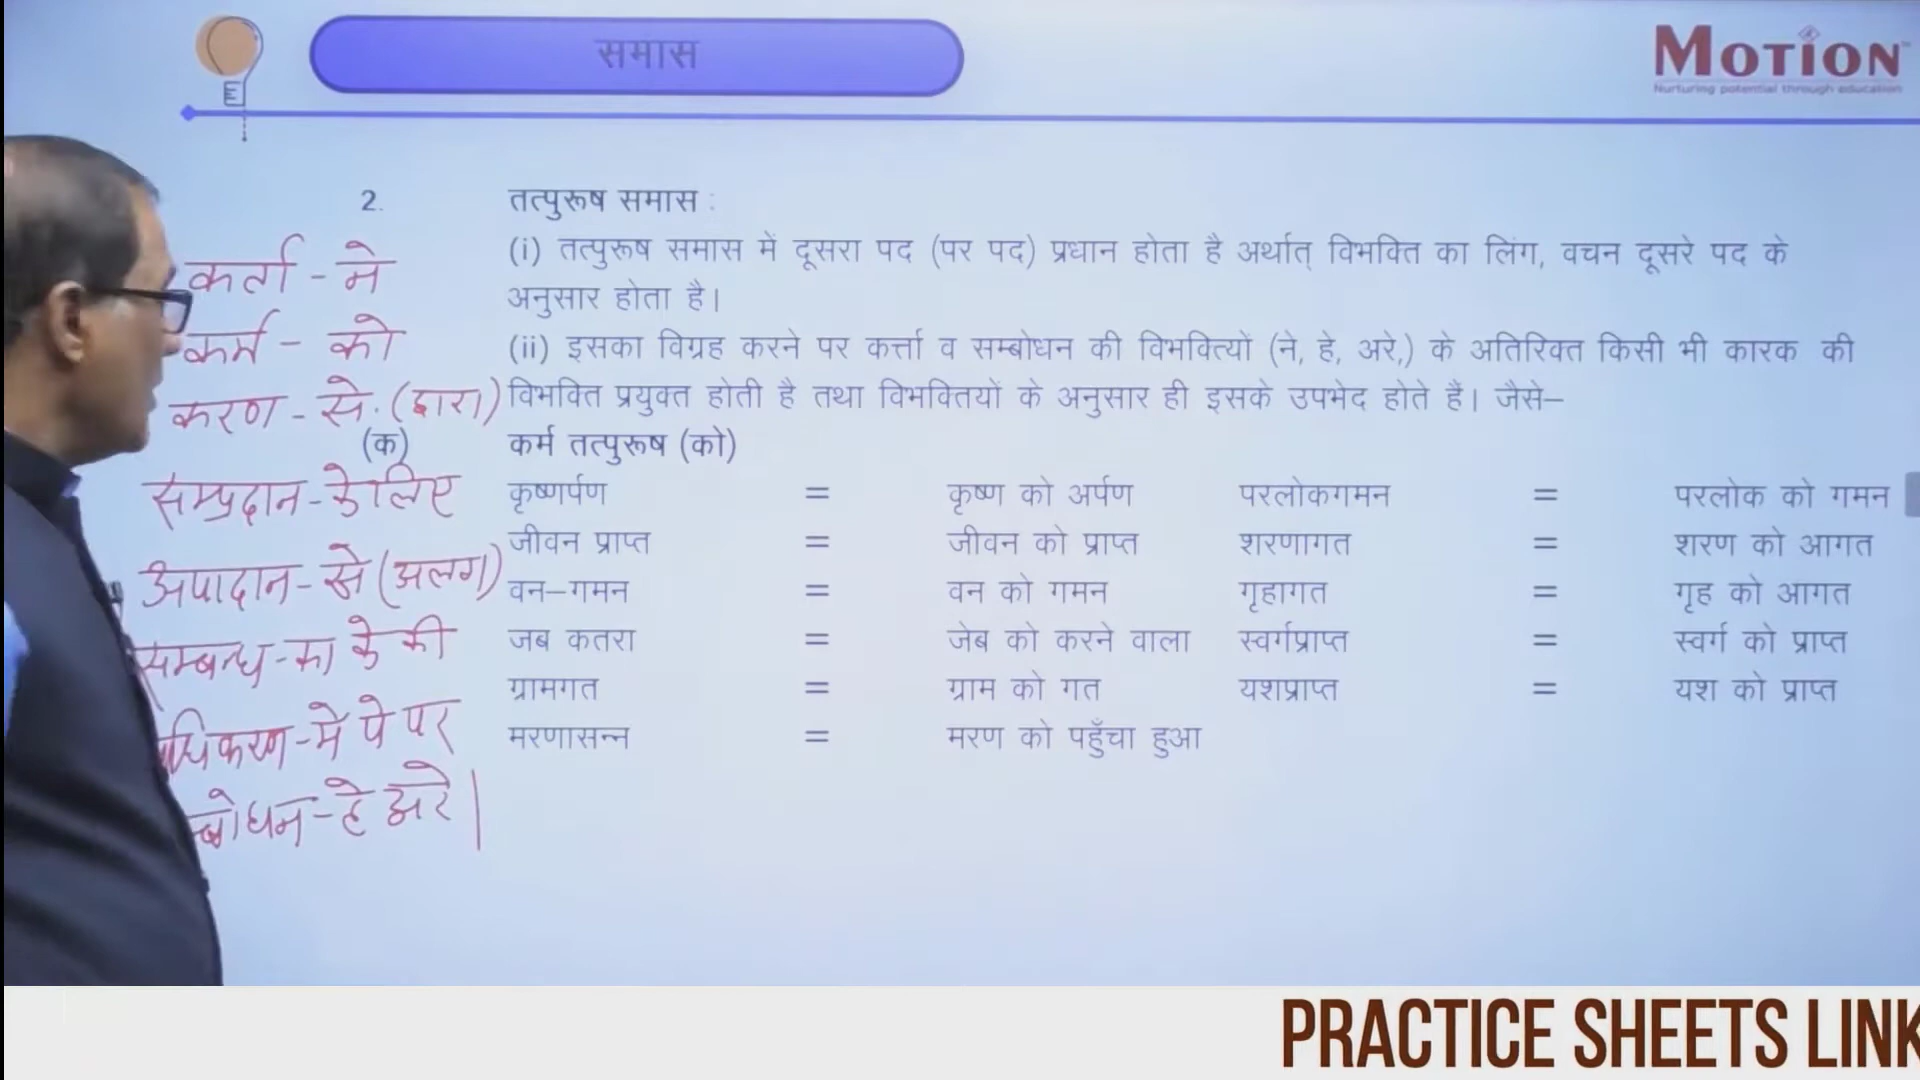 समास
MOTION
Nurturing potential through education
2. तत्पुरूष समास :
(i) तत्पुरूष समास में दूसरा पद (पर पद) प्रधान होता है अर्थात् विभक्ति का लिंग, वचन दूसरे पद के
अनुसार होता है।
(ii) इसका विग्रह करने पर कर्त्ता व सम्बोधन की विभक्तियों (ने, हे, अरे,) के अतिरिक्त किसी भी कारक की
विभक्ति प्रयुक्त होती है तथा विभक्तियों के अनुसार ही इसके उपभेद होते हैं। जैसे–
(क) कर्म तत्पुरूष (को)
कृष्णर्पण = कृष्ण को अर्पण परलोकगमन = परलोक को गमन
जीवन प्राप्त = जीवन को प्राप्त शरणागत = शरण को आगत
वन–गमन = वन को गमन गृहागत = गृह को आगत
जब कतरा = जेब को करने वाला स्वर्गप्राप्त = स्वर्ग को प्राप्त
ग्रामगत = ग्राम को गत यशप्राप्त = यश को प्राप्त
मरणासन्न = मरण को पहुँचा हुआ
कर्ता - ने
कर्म - को
करण - से. (द्वारा)
सम्प्रदान - के लिए
अपादान - से (अलग)
सम्बन्ध - का के की
धिकरण - में पे पर
बोधन - हे अरे |
PRACTICE SHEETS LINK